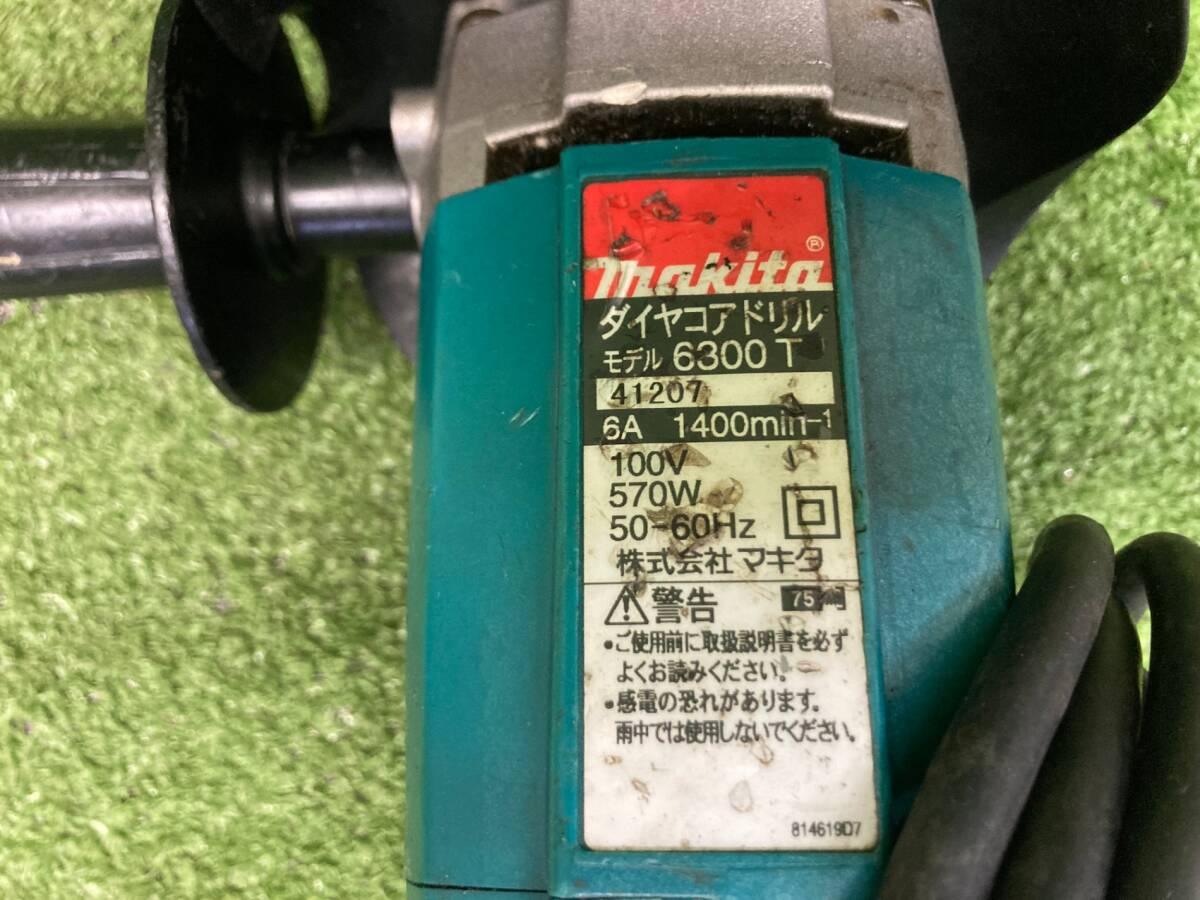 makita®
ダイヤコアドリル
モデル 6300T
41207
6A 1400min-1
100V
570W
50-60Hz
株式会社 マキタ
警告 75
・ご使用前に取扱説明書を必ず
よくお読みください。
・感電の恐れがあります。
雨中では使用しないでください。
814619D7